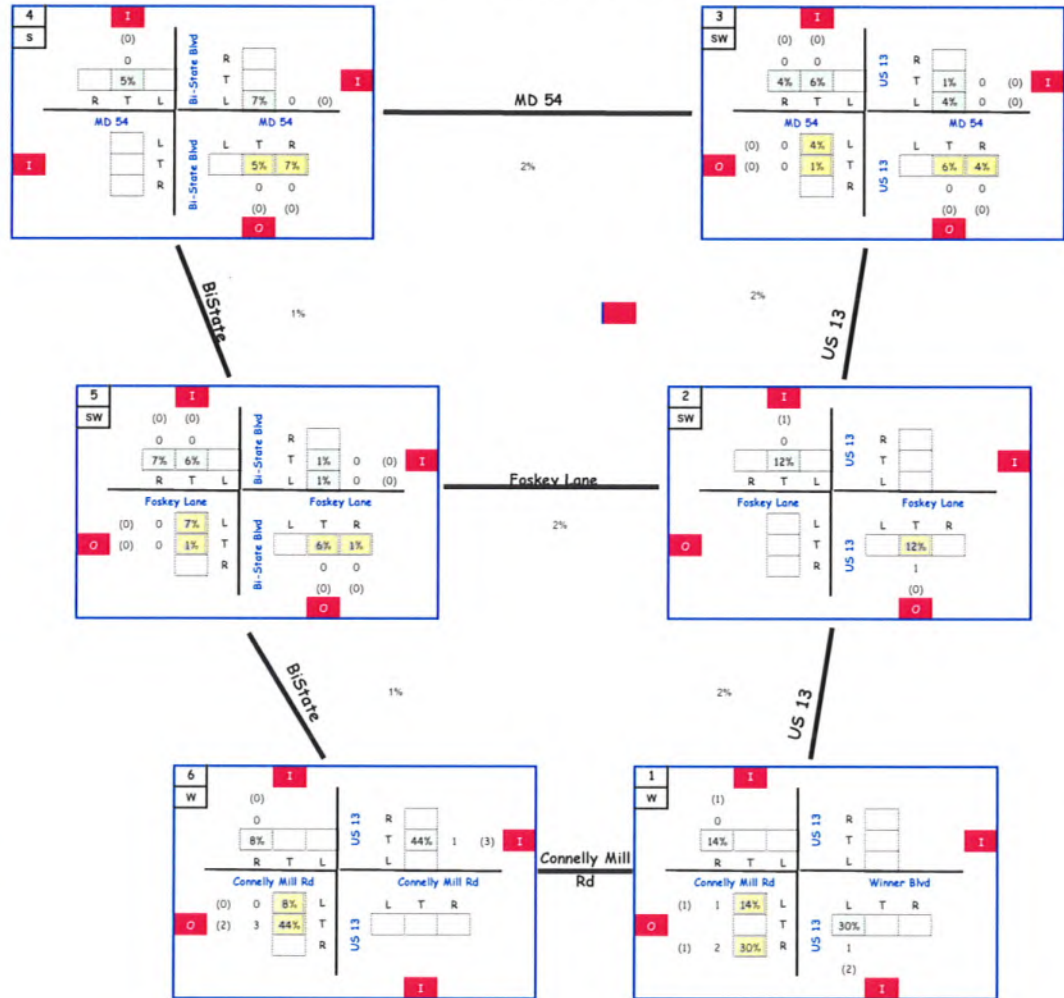 4
S
I
(0)
0
5%
R T L
Bi-State Blvd
R
T
L 7% 0 (0)
I
MD 54
MD 54
I
L
T
R
Bi-State Blvd
L T R
5% 7%
0 0
(0) (0)
O
MD 54
2%
3
SW
I
(0) (0)
0 0
4% 6%
R T L
US 13
R
T 1% 0 (0)
L 4% 0 (0)
I
MD 54
MD 54
O
(0) 0 4% L
(0) 0 1% T
R
US 13
L T R
6% 4%
0 0
(0) (0)
O
BiState
1%
2%
US 13
5
SW
I
(0) (0)
0 0
7% 6%
R T L
Bi-State Blvd
R
T 1% 0 (0)
L 1% 0 (0)
I
Foskey Lane
Foskey Lane
O
(0) 0 7% L
(0) 0 1% T
R
Bi-State Blvd
L T R
6% 1%
0 0
(0) (0)
O
Foskey Lane
2%
2
SW
I
(1)
0
12%
R T L
US 13
R
T
L
I
Foskey Lane
Foskey Lane
O
L
T
R
US 13
L T R
12%
1
(0)
O
BiState
1%
2%
US 13
6
W
I
(0)
0
8%
R T L
US 13
R
T 44% 1 (3)
L
I
Connelly Mill Rd
Connelly Mill Rd
O
(0) 0 8% L
(2) 3 44% T
R
US 13
L T R
I
Connelly Mill
Rd
1
W
I
(1)
0
14%
R T L
US 13
R
T
L
I
Connelly Mill Rd
Winner Blvd
O
(1) 1 14% L
T
(1) 2 30% R
US 13
L T R
30%
1
(2)
I